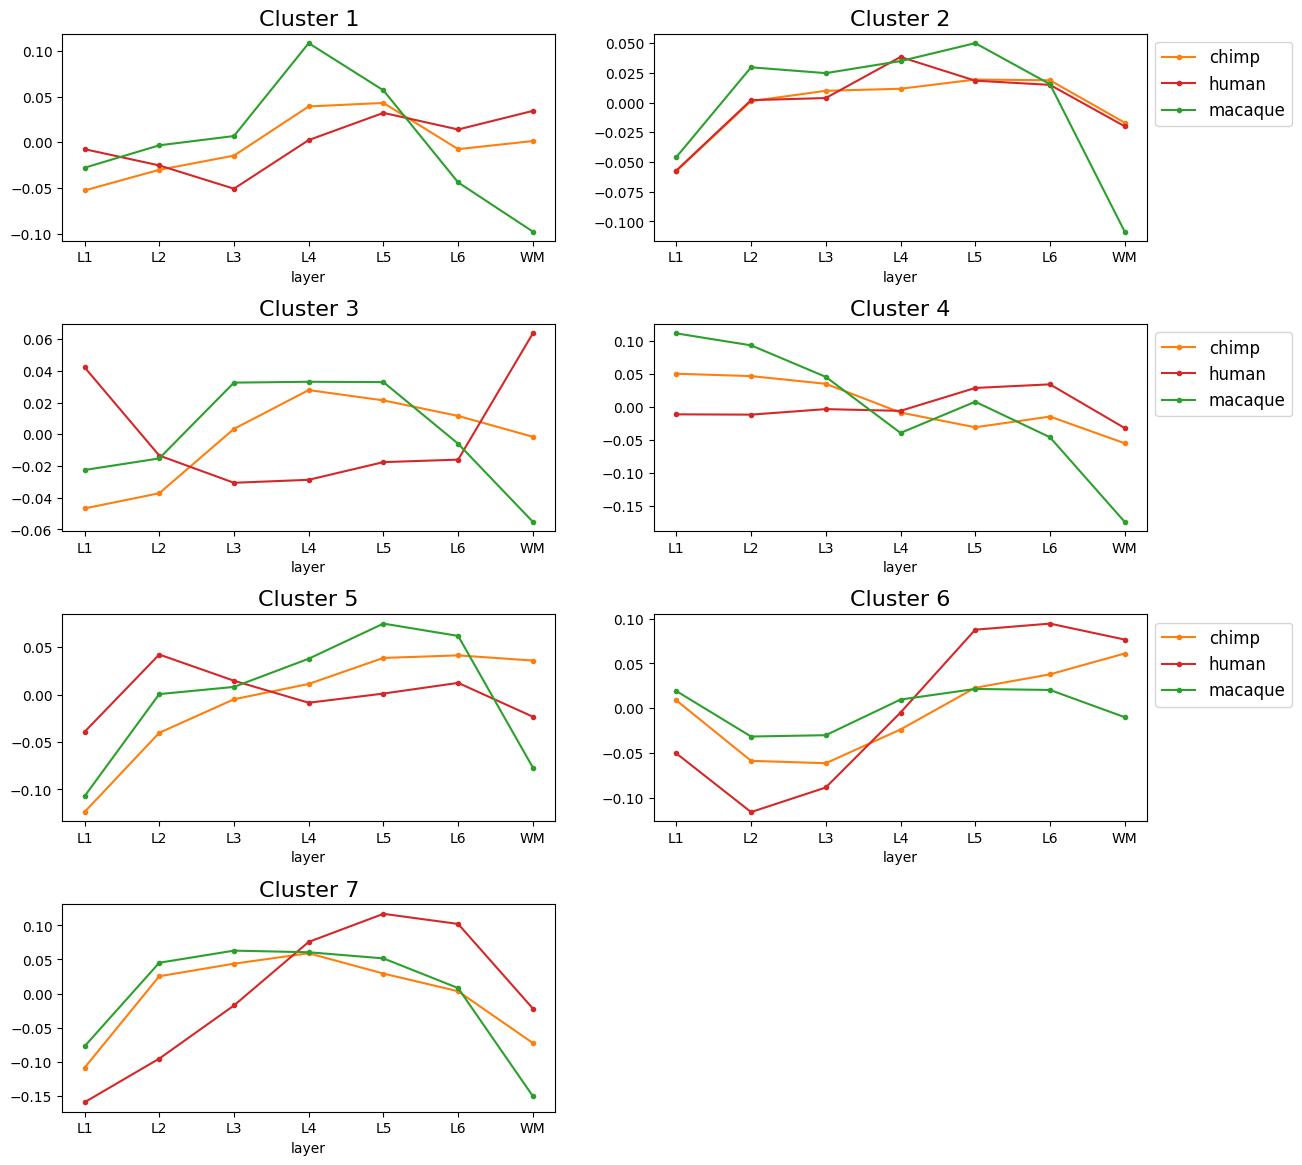 Cluster 1
0.10
0.05
0.00
−0.05
−0.10
L1 L2 L3 L4 L5 L6 WM
layer
Cluster 2
0.050
0.025
0.000
−0.025
−0.050
−0.075
−0.100
L1 L2 L3 L4 L5 L6 WM
layer
chimp
human
macaque
Cluster 3
0.06
0.04
0.02
0.00
−0.02
−0.04
−0.06
L1 L2 L3 L4 L5 L6 WM
layer
Cluster 4
0.10
0.05
0.00
−0.05
−0.10
−0.15
L1 L2 L3 L4 L5 L6 WM
layer
chimp
human
macaque
Cluster 5
0.05
0.00
−0.05
−0.10
L1 L2 L3 L4 L5 L6 WM
layer
Cluster 6
0.10
0.05
0.00
−0.05
−0.10
L1 L2 L3 L4 L5 L6 WM
layer
chimp
human
macaque
Cluster 7
0.10
0.05
0.00
−0.05
−0.10
−0.15
L1 L2 L3 L4 L5 L6 WM
layer